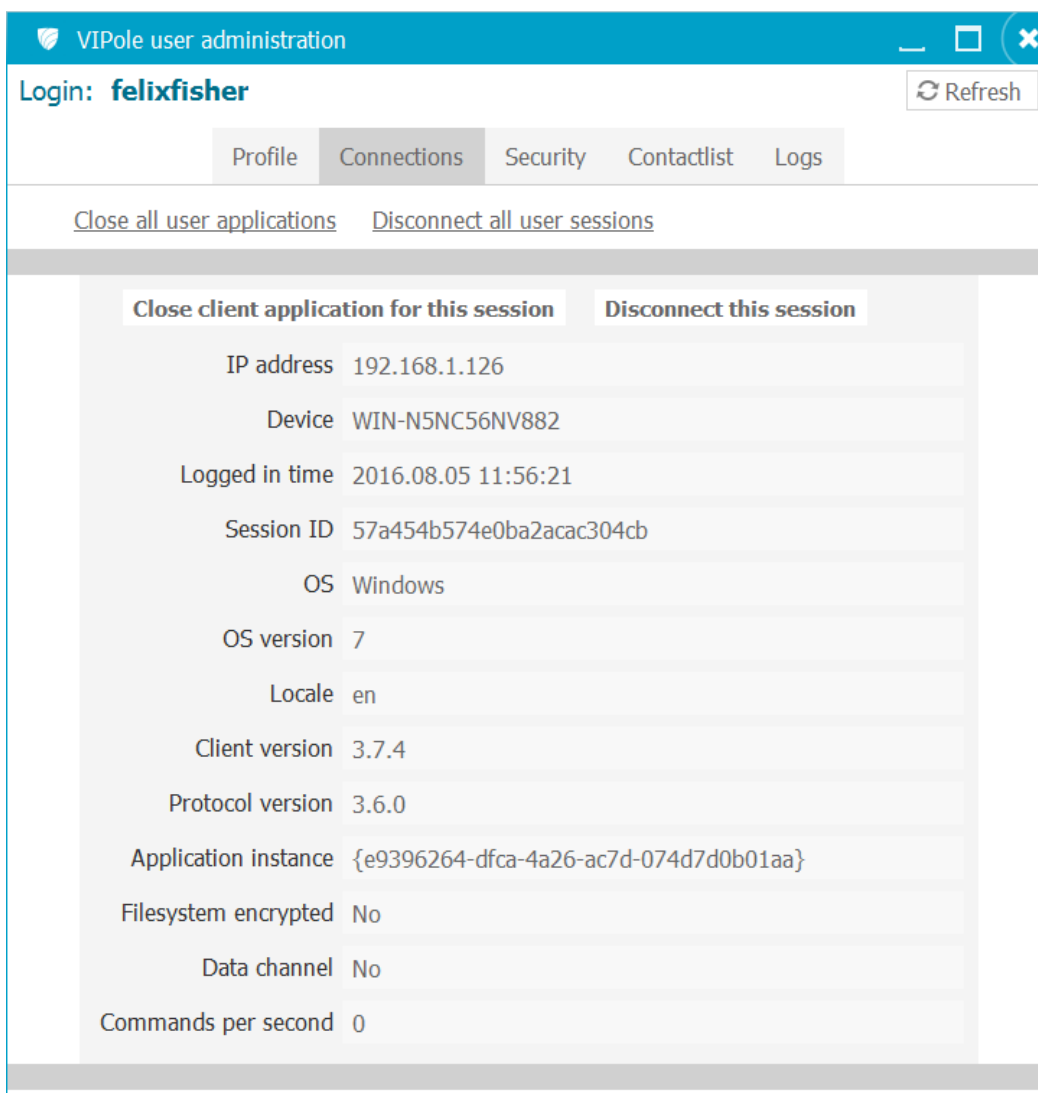 VIPole user administration
Login: felixfisher
Refresh
Profile Connections Security Contactlist Logs
Close all user applications Disconnect all user sessions
Close client application for this session Disconnect this session
IP address 192.168.1.126
Device WIN-N5NC56NV882
Logged in time 2016.08.05 11:56:21
Session ID 57a454b574e0ba2acac304cb
OS Windows
OS version 7
Locale en
Client version 3.7.4
Protocol version 3.6.0
Application instance {e9396264-dfca-4a26-ac7d-074d7d0b01aa}
Filesystem encrypted No
Data channel No
Commands per second 0